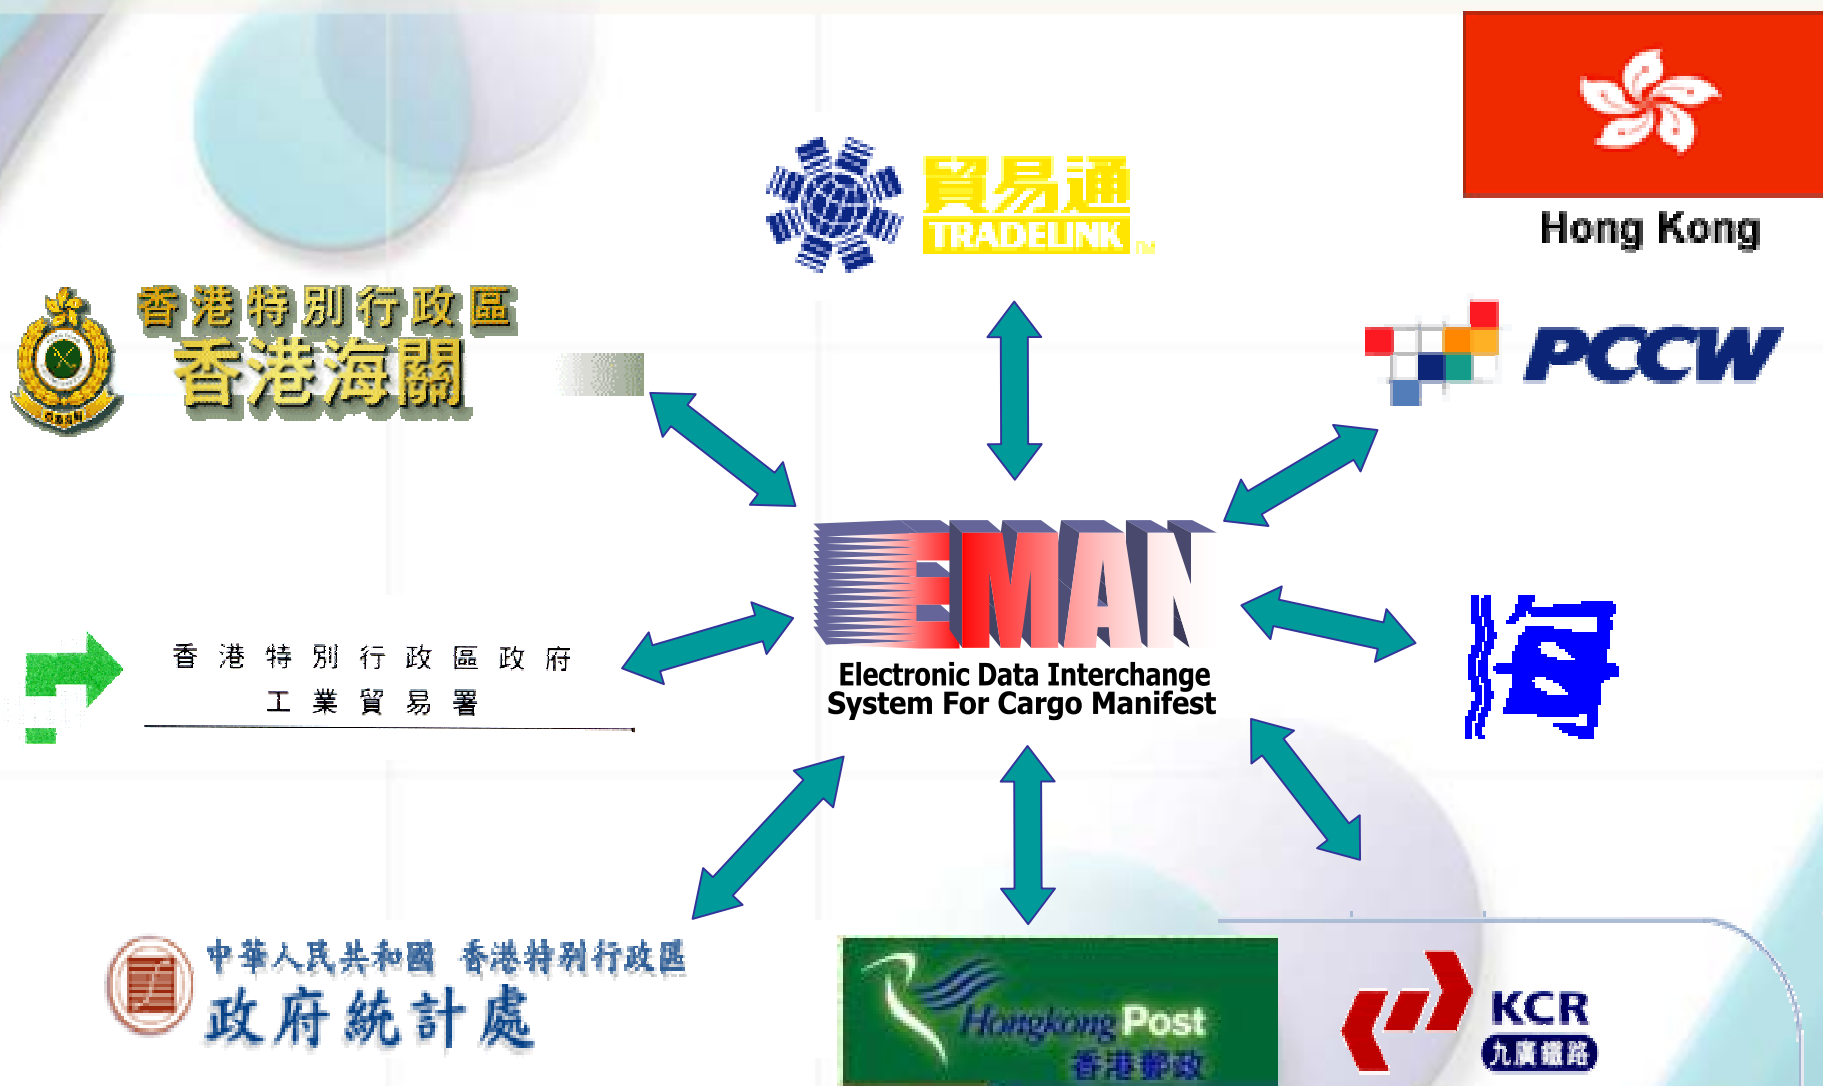 Hong Kong
貿易通
TRADELINK
香港特別行政區
香港海關
PCCW
EMAN
Electronic Data Interchange
System For Cargo Manifest
香港特別行政區政府
工業貿易署
中華人民共和國 香港特別行政區
政府統計處
Hongkong Post
香港郵政
KCR
九廣鐵路